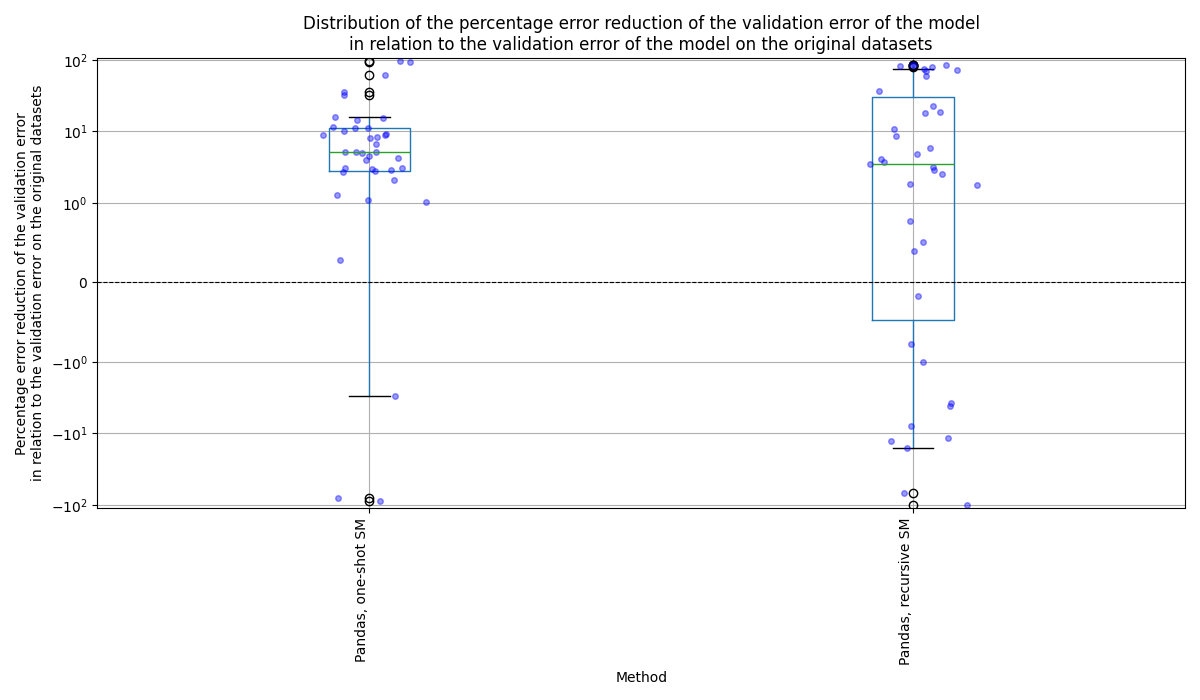 Distribution of the percentage error reduction of the validation error of the model
in relation to the validation error of the model on the original datasets
Percentage error reduction of the validation error
in relation to the validation error on the original datasets
10²
10¹
10⁰
0
−10⁰
−10¹
−10²
Pandas, one-shot SM
Pandas, recursive SM
Method